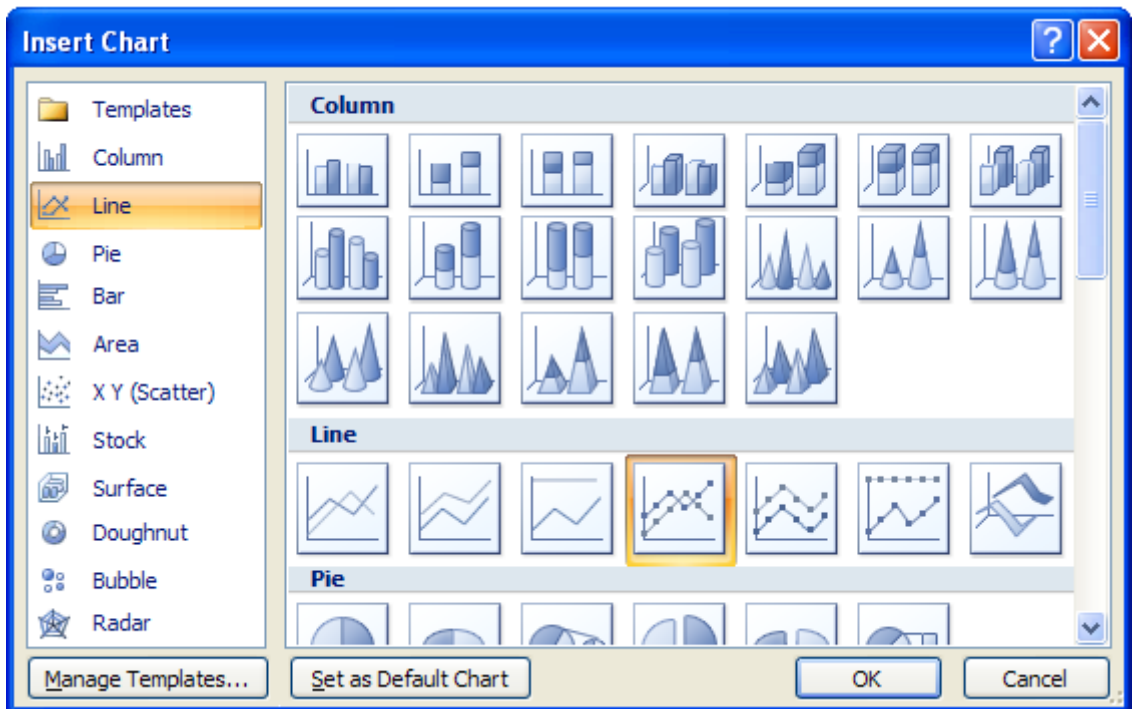 Insert Chart
Templates
Column
Line
Pie
Bar
Area
X Y (Scatter)
Stock
Surface
Doughnut
Bubble
Radar
Column
Line
Pie
Manage Templates...
Set as Default Chart
OK
Cancel